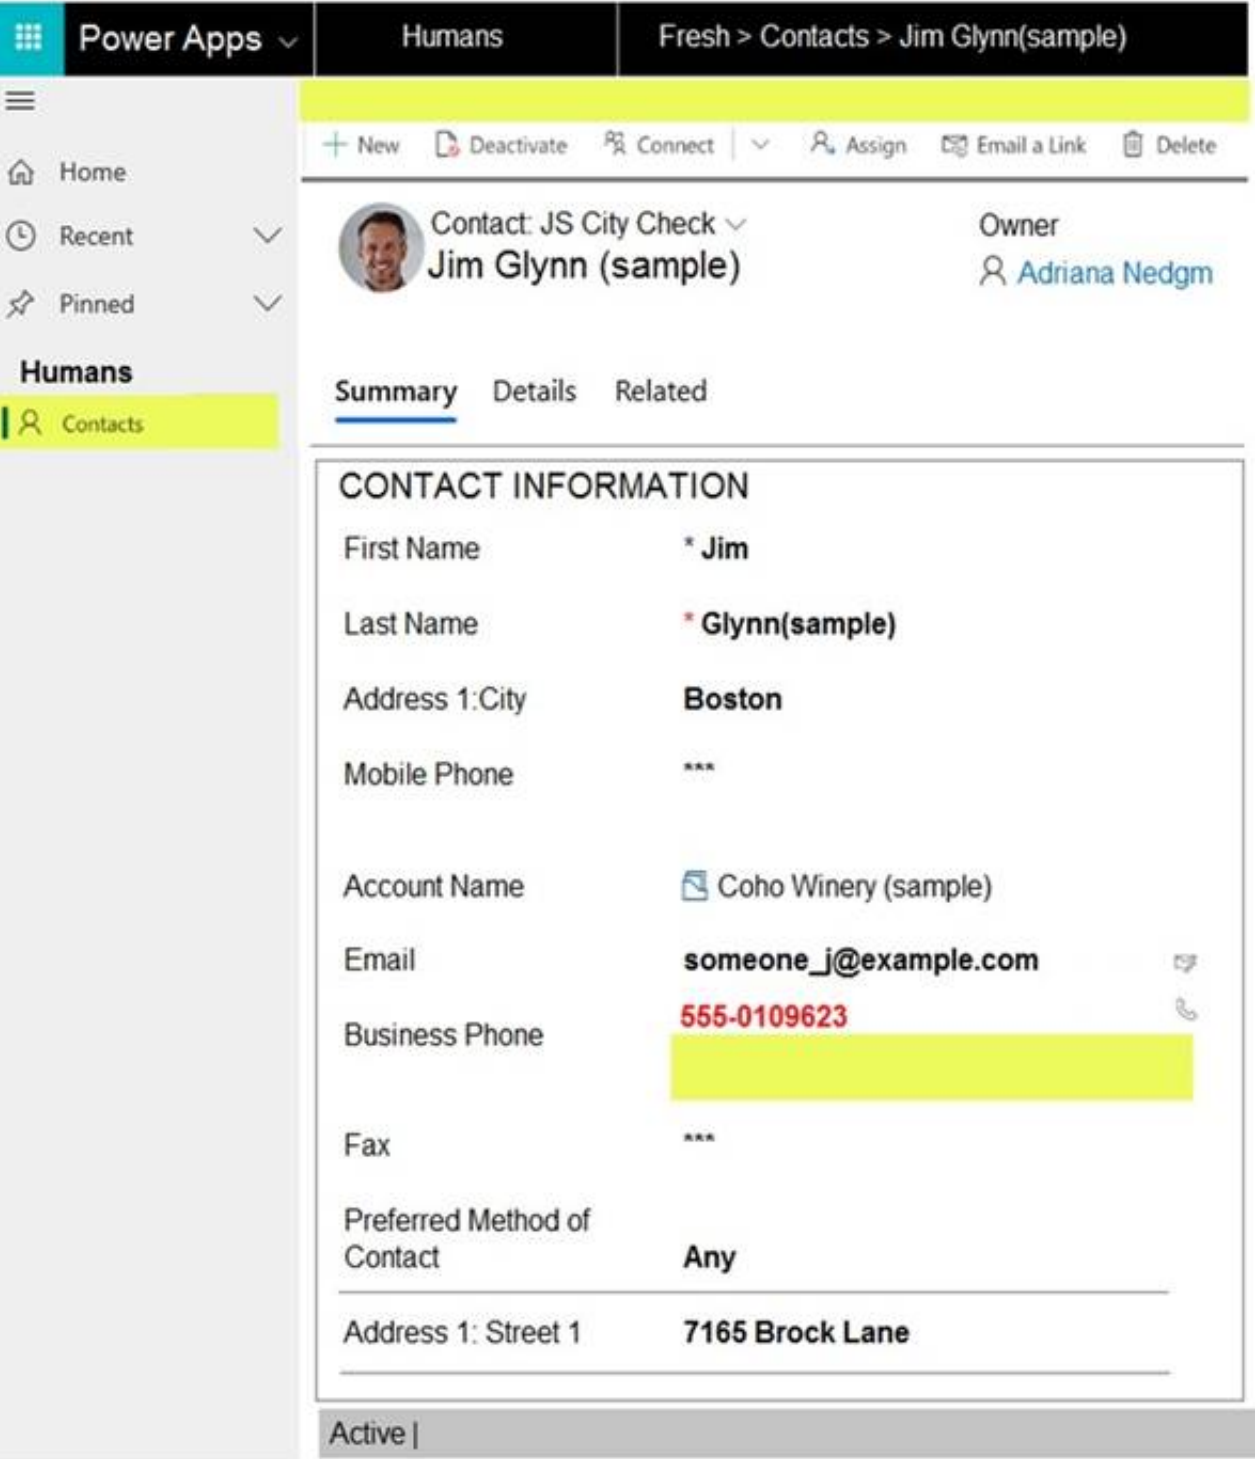 Power Apps
Humans
Fresh > Contacts > Jim Glynn(sample)
New
Deactivate
Connect
Assign
Email a Link
Delete
Home
Recent
Pinned
Humans
Contacts
Contact: JS City Check
Jim Glynn (sample)
Owner
Adriana Nedgm
Summary Details Related
CONTACT INFORMATION
First Name * Jim
Last Name * Glynn(sample)
Address 1:City Boston
Mobile Phone ***
Account Name Coho Winery (sample)
Email someone_j@example.com
Business Phone 555-0109623
Fax ***
Preferred Method of
Contact Any
Address 1: Street 1 7165 Brock Lane
Active |